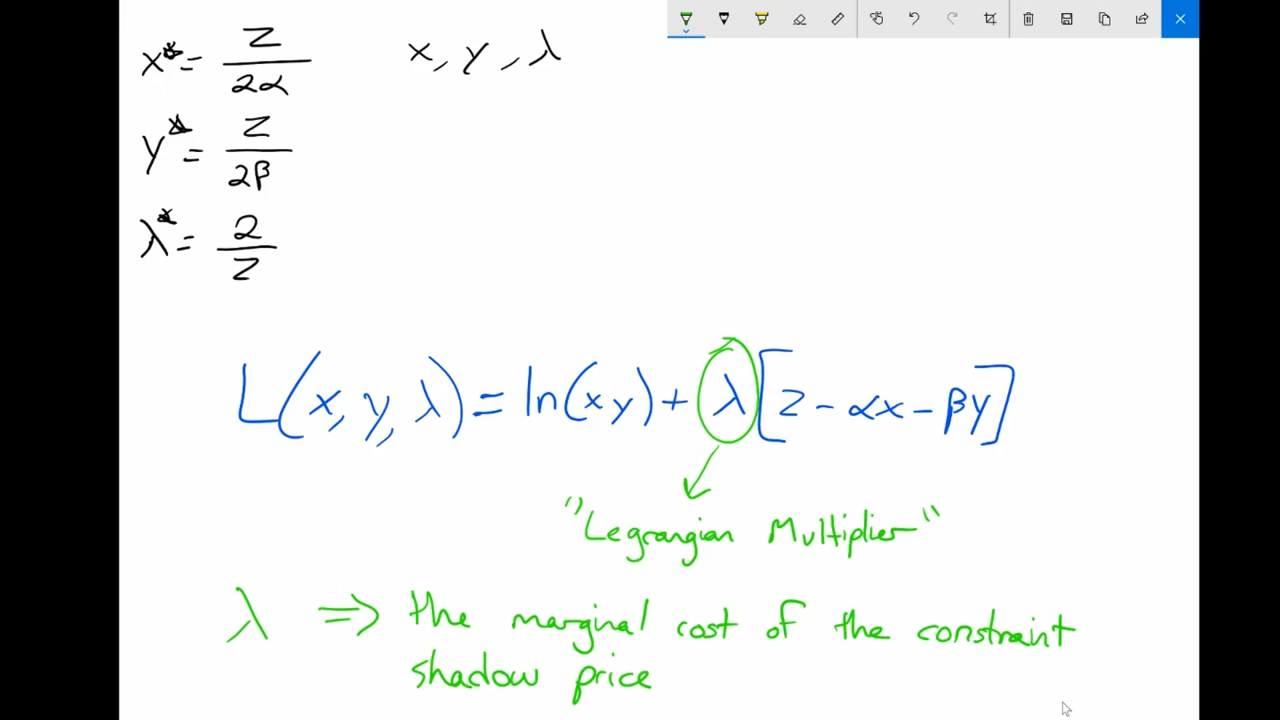 x* = z / 2α
x, y, λ
y* = z / 2β
λ* = 2 / z
L(x, y, λ) = ln(xy) + λ[z - αx - βy]
"Legrangian Multiplier"
λ ⇒ the marginal cost of the constraint
shadow price